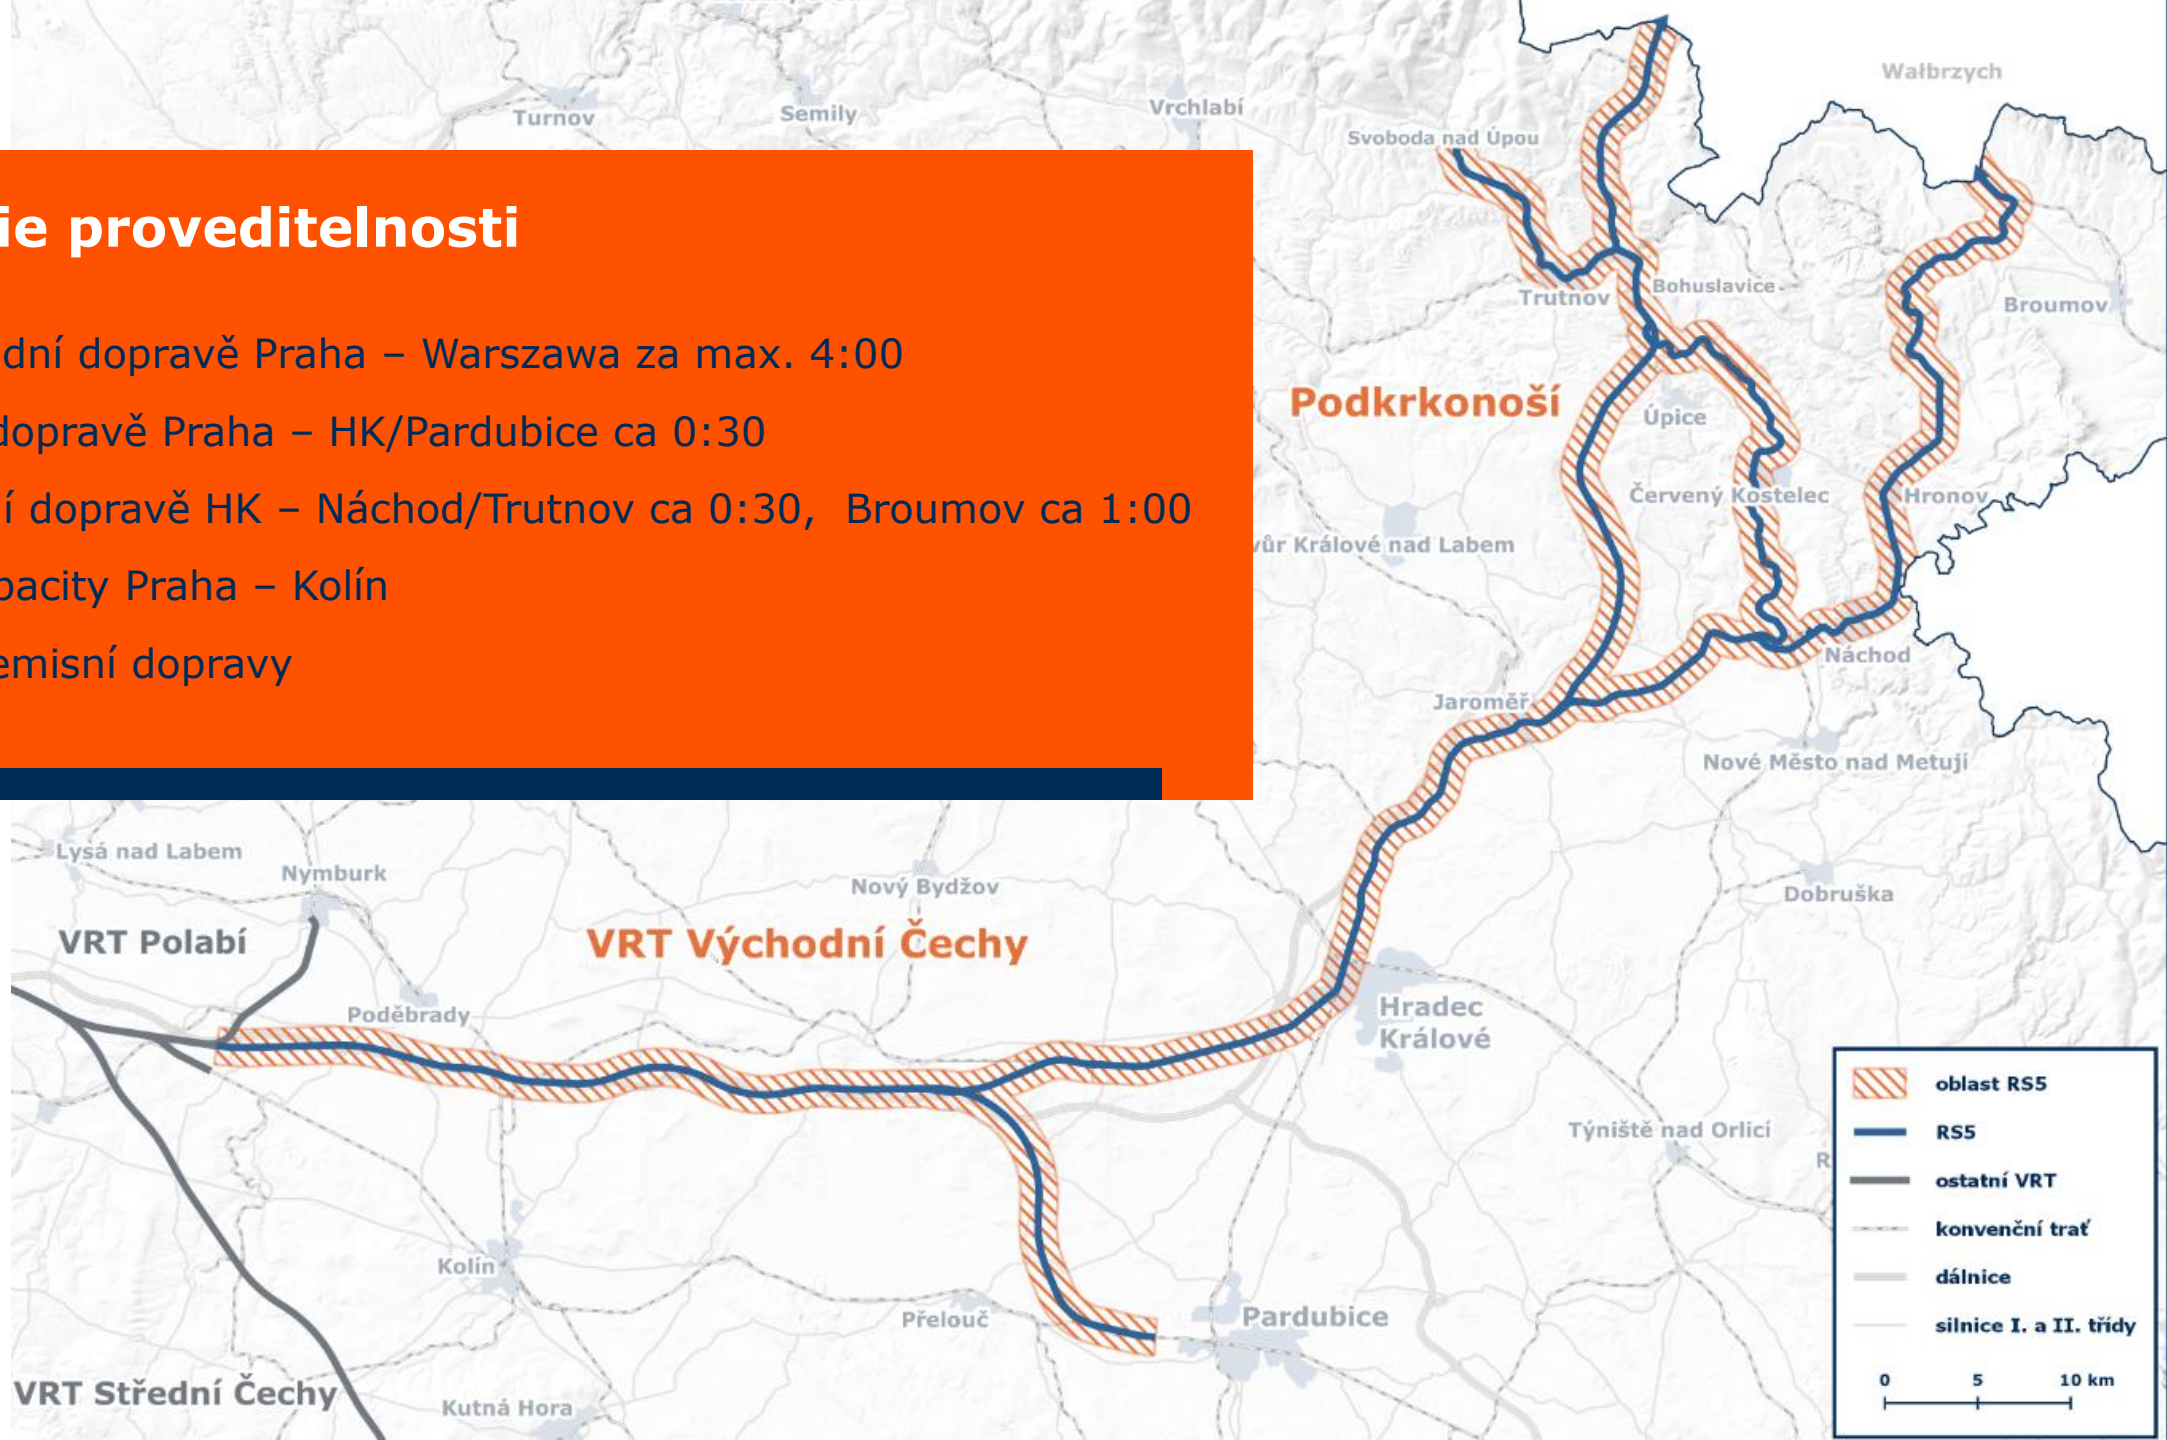 Wałbrzych
Turnov
Semily
Vrchlabí
Svoboda nad Úpou
ie proveditelnosti
dní dopravě Praha – Warszawa za max. 4:00
dopravě Praha – HK/Pardubice ca 0:30
í dopravě HK – Náchod/Trutnov ca 0:30, Broumov ca 1:00
pacity Praha – Kolín
emisní dopravy
Trutnov
Bohuslavice
Broumov
Podkrkonoší
Úpice
Červený Kostelec
Hronov
vůr Králové nad Labem
Náchod
Jaroměř
Nové Město nad Metují
Lysá nad Labem
Nymburk
Nový Bydžov
Dobruška
VRT Polabí
VRT Východní Čechy
Poděbrady
Hradec
Králové
Týniště nad Orlicí
R
Kolín
Přelouč
Pardubice
VRT Střední Čechy
Kutná Hora
oblast RS5
RS5
ostatní VRT
konvenční trať
dálnice
silnice I. a II. třídy
0 5 10 km